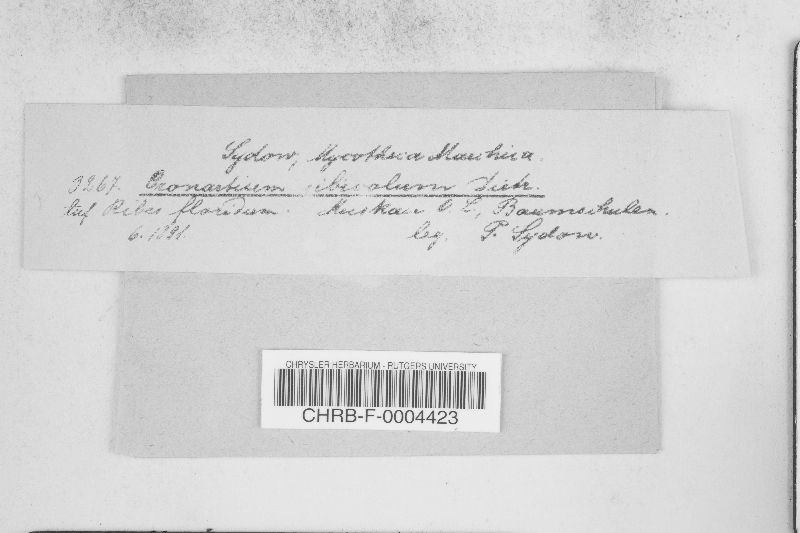 Sydow, Mycotheca Marchica.
3267. Cronartium ribicolum Dietr.
Auf Ribes floridum. Muskau O. L., Baumschulen.
6. 1891 leg. P. Sydow.
CHRYSLER HERBARIUM - RUTGERS UNIVERSITY
CHRB-F-0004423